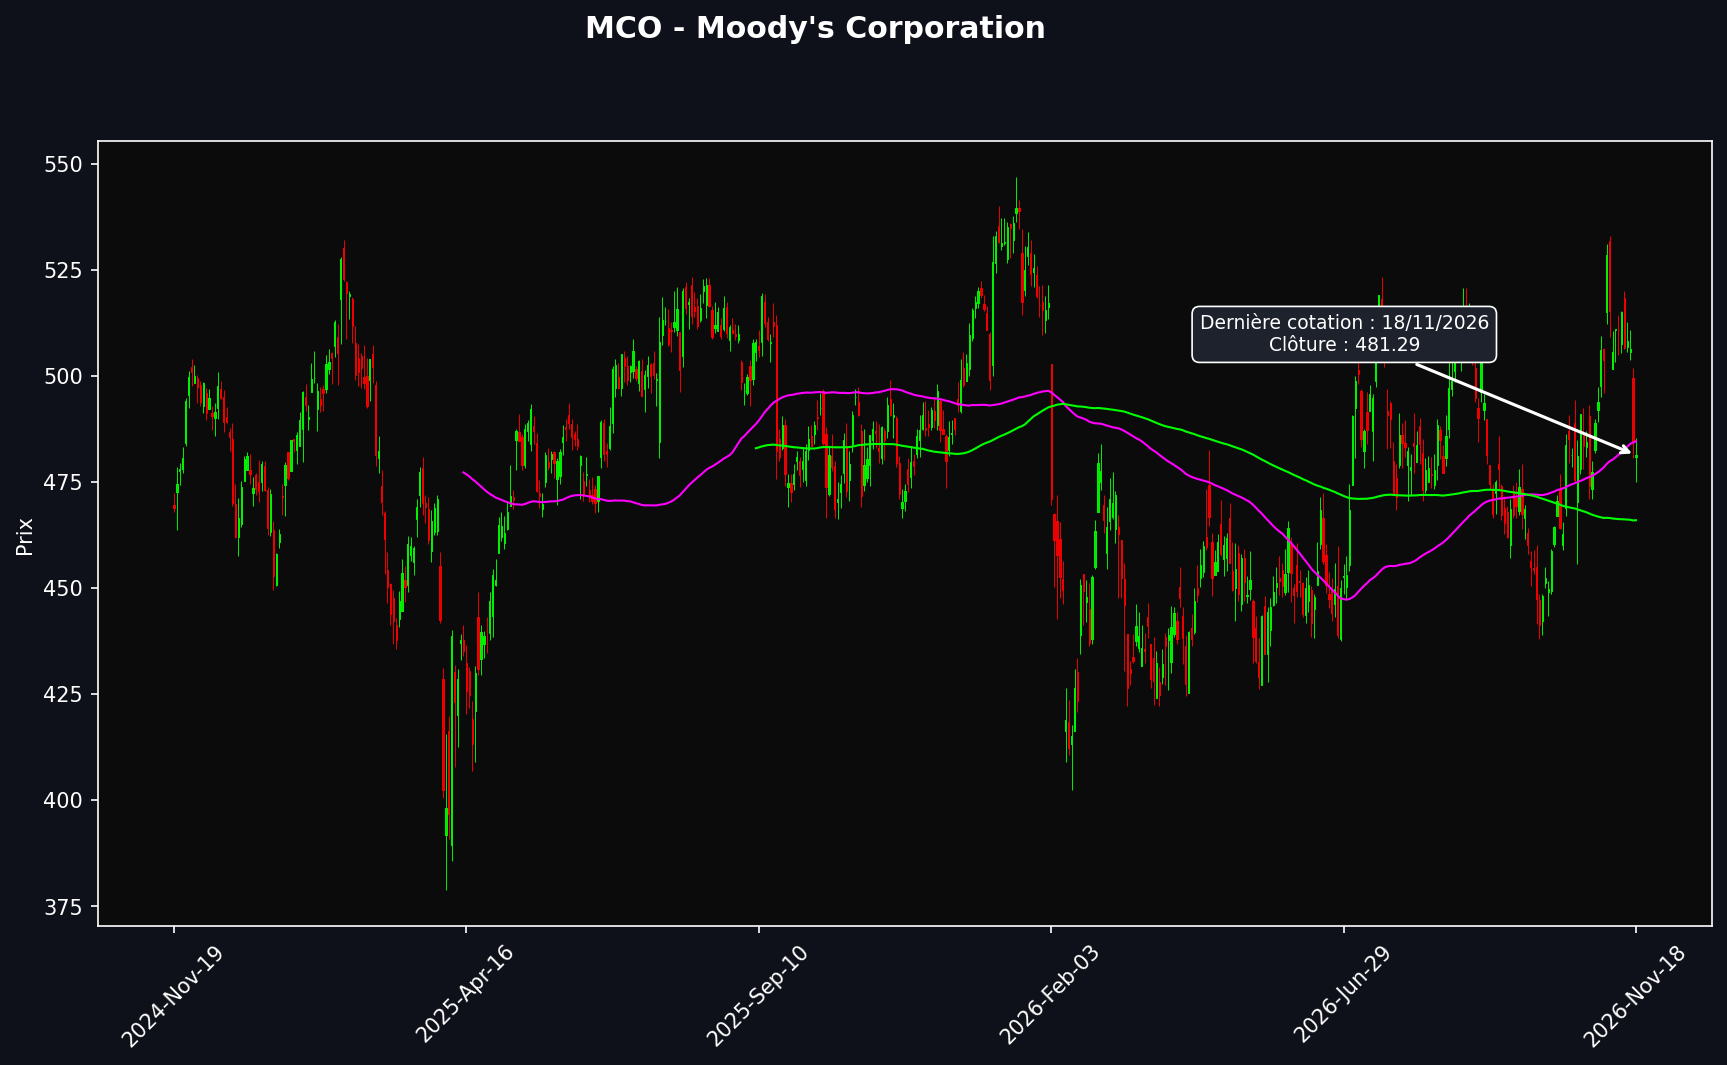 MCO - Moody's Corporation
550
525
500
475
450
425
400
375
Prix
Dernière cotation : 18/11/2026
Clôture : 481.29
2024-Nov-19
2025-Apr-16
2025-Sep-10
2026-Feb-03
2026-Jun-29
2026-Nov-18